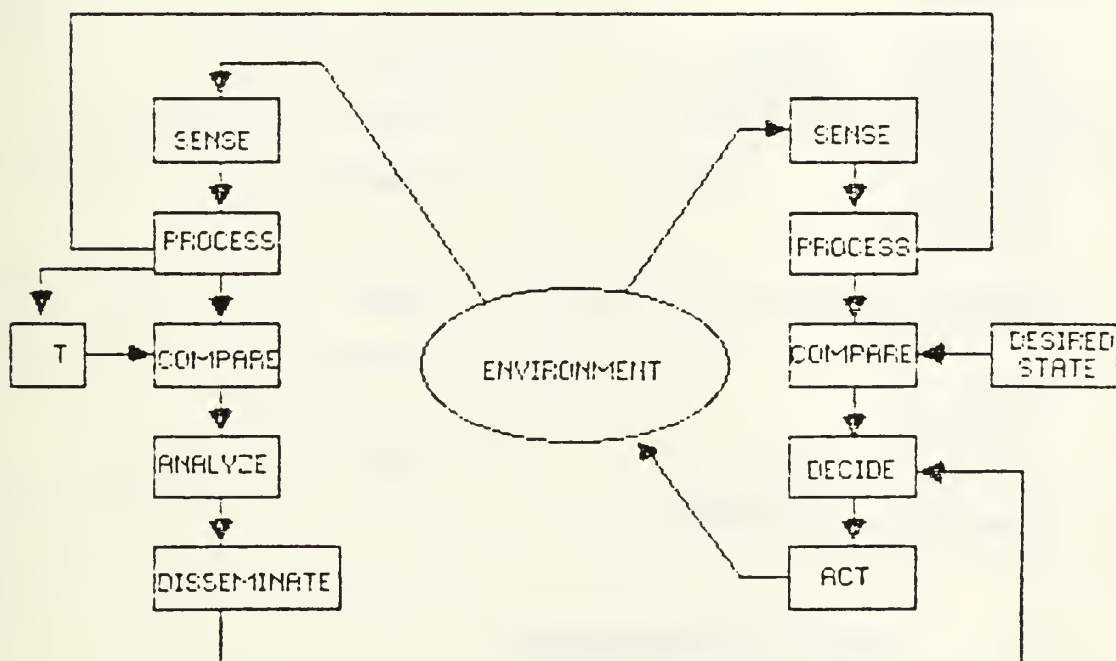 SENSE
PROCESS
T
COMPARE
ANALYZE
DISSEMINATE
ENVIRONMENT
SENSE
PROCESS
COMPARE
DESIRED
STATE
DECIDE
ACT